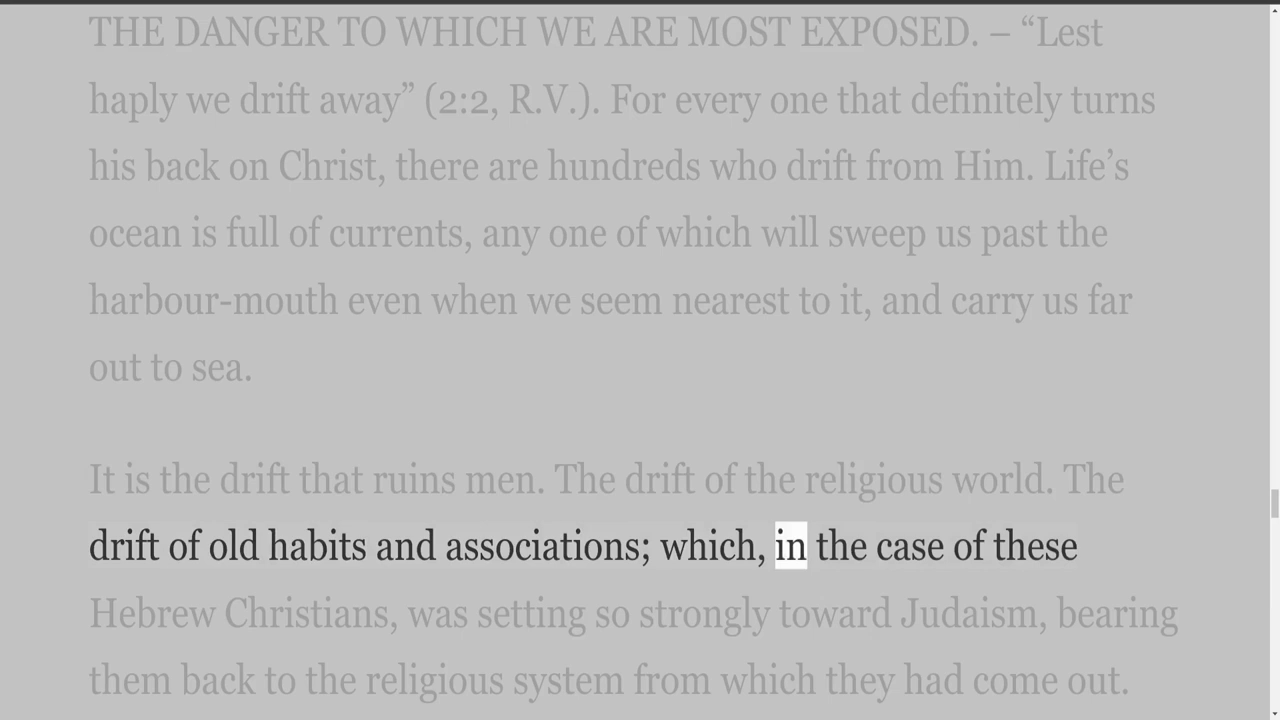 THE DANGER TO WHICH WE ARE MOST EXPOSED. – “Lest
haply we drift away” (2:2, R.V.). For every one that definitely turns
his back on Christ, there are hundreds who drift from Him. Life’s
ocean is full of currents, any one of which will sweep us past the
harbour-mouth even when we seem nearest to it, and carry us far
out to sea.
It is the drift that ruins men. The drift of the religious world. The
drift of old habits and associations; which, in the case of these
Hebrew Christians, was setting so strongly toward Judaism, bearing
them back to the religious system from which they had come out.